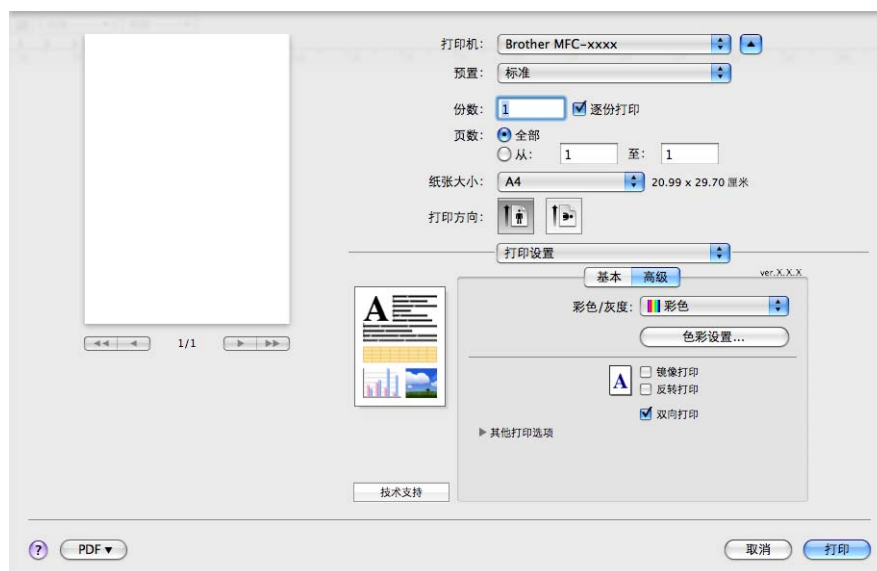 打印机: Brother MFC-xxxx
预置: 标准
份数: 1 逐份打印
页数: 全部
从: 1 至: 1
纸张大小: A4 20.99 x 29.70 厘米
打印方向:
打印设置
基本 高级 ver.X.X.X
彩色/灰度: 彩色
色彩设置...
A
1/1
A 镜像打印
反转打印
双向打印
其他打印选项
技术支持
? PDF▼ 取消 打印